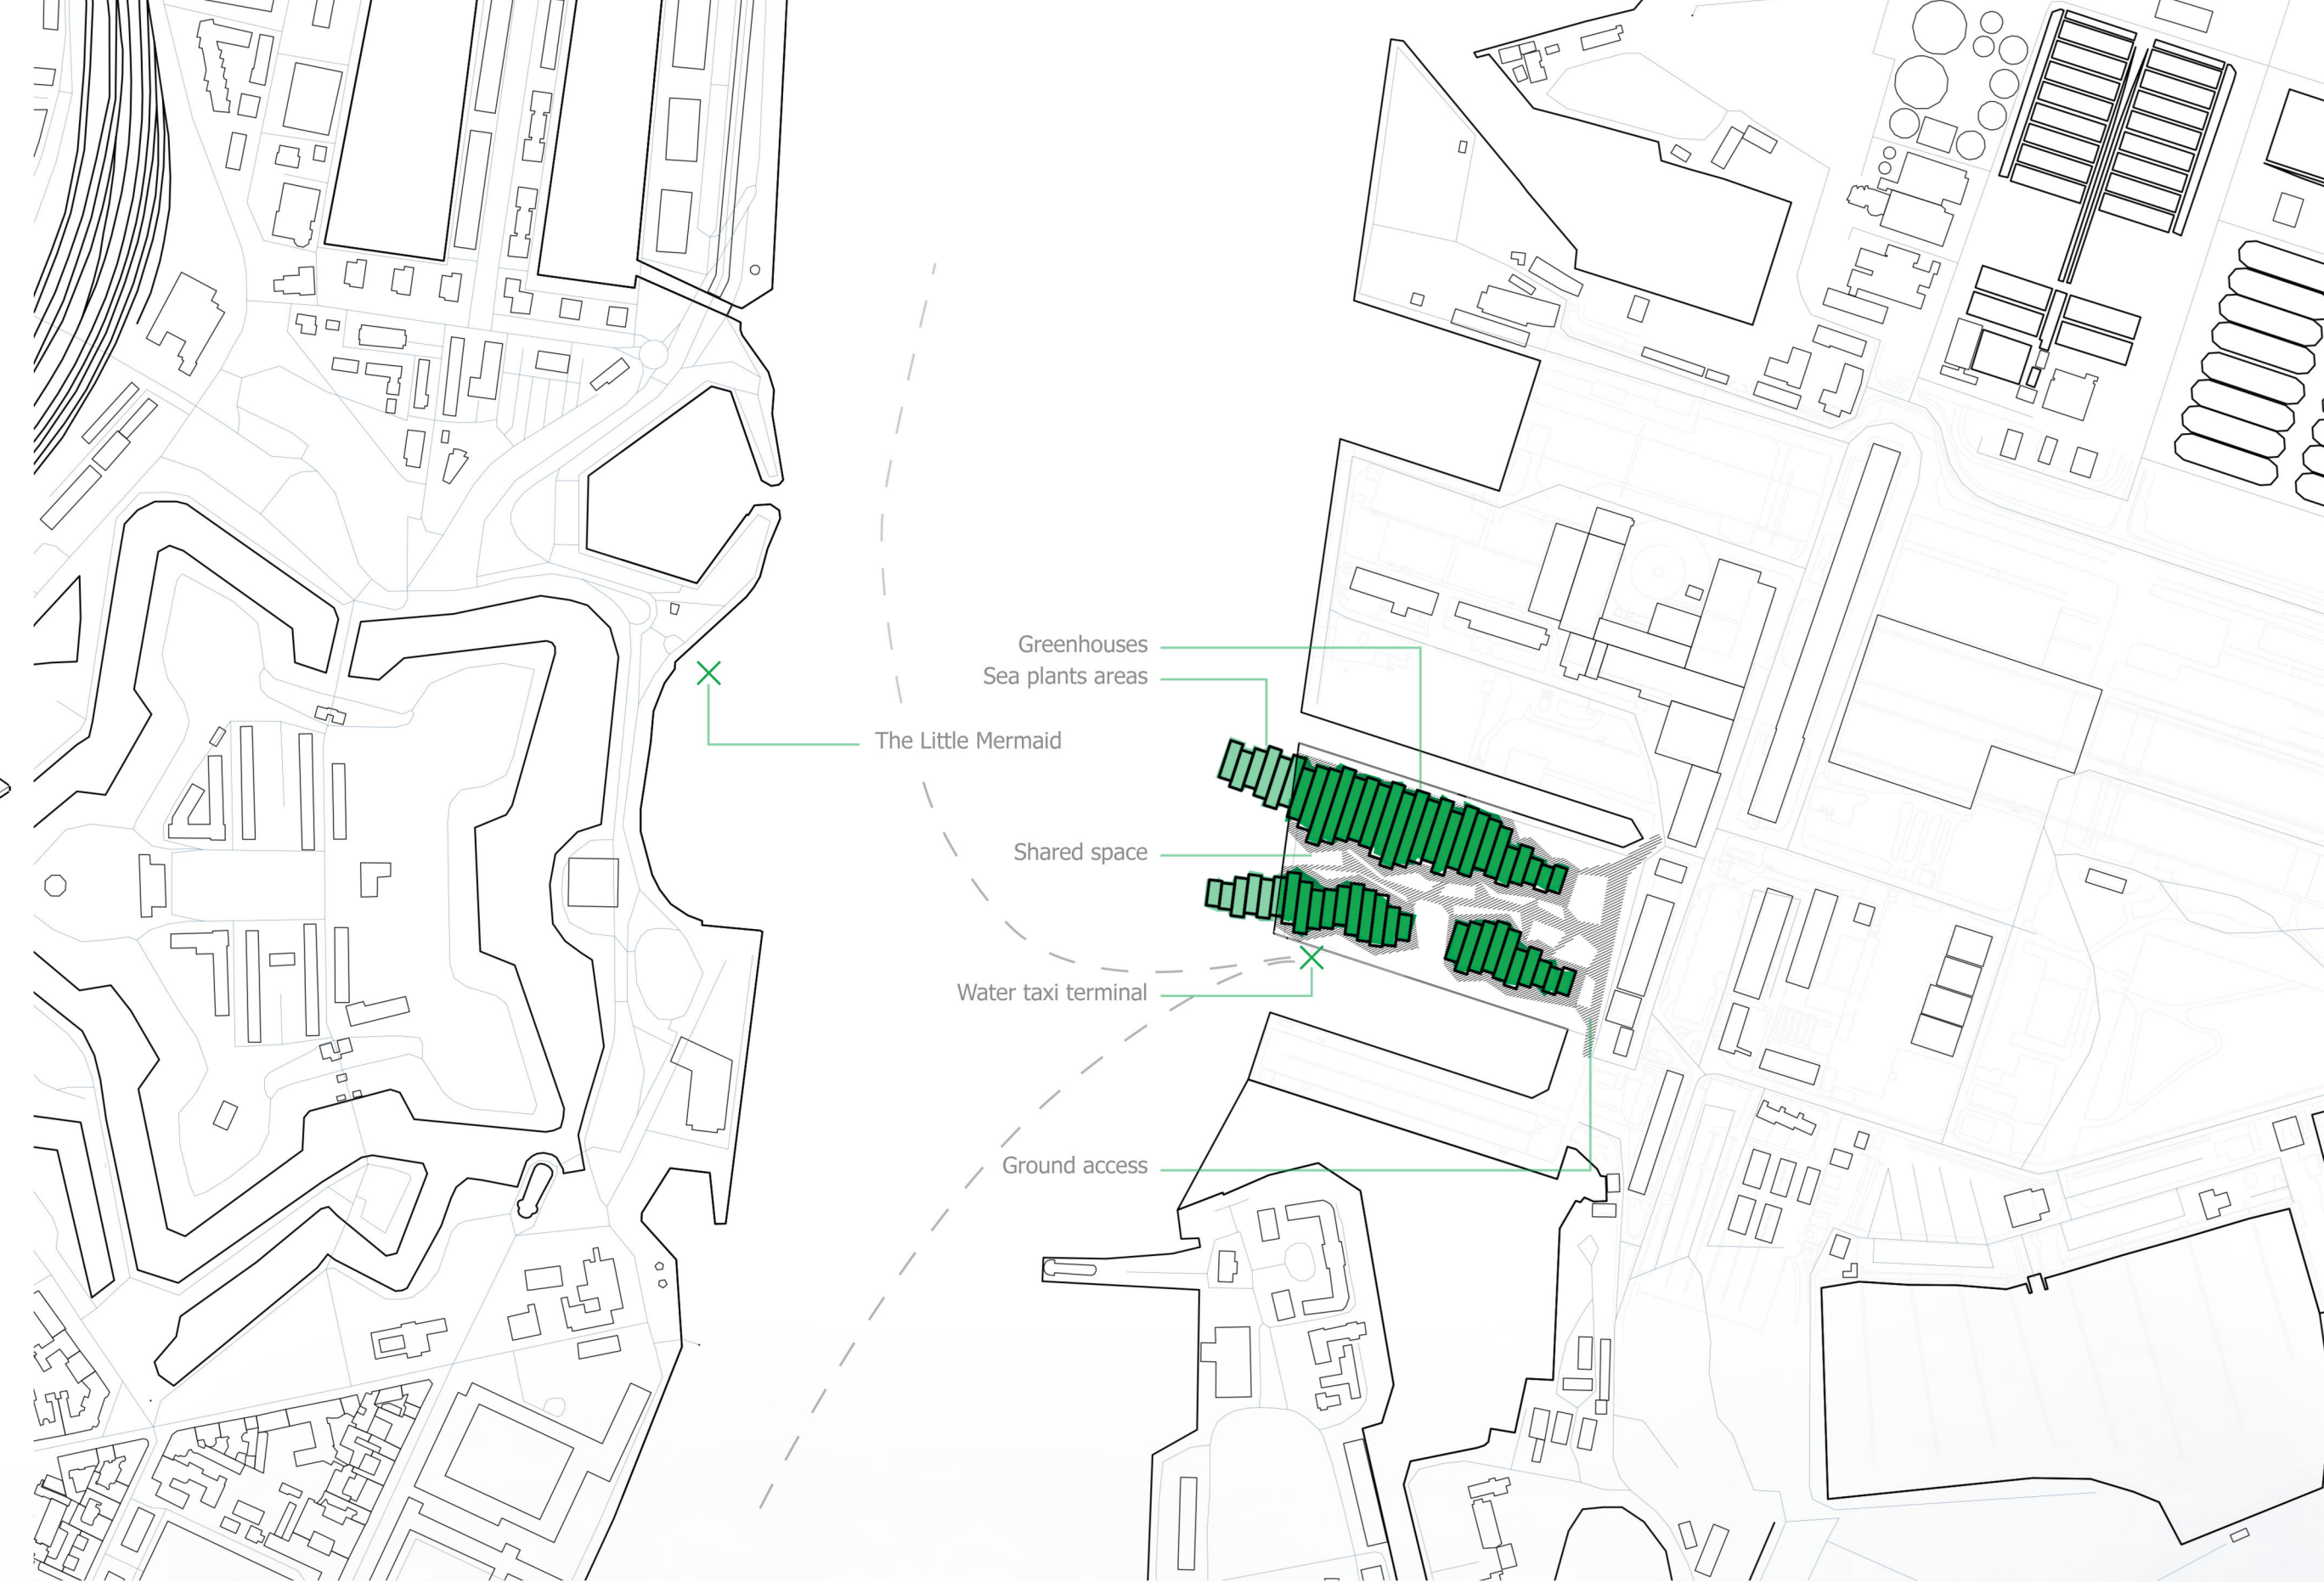 Greenhouses
Sea plants areas
The Little Mermaid
Shared space
Water taxi terminal
Ground access